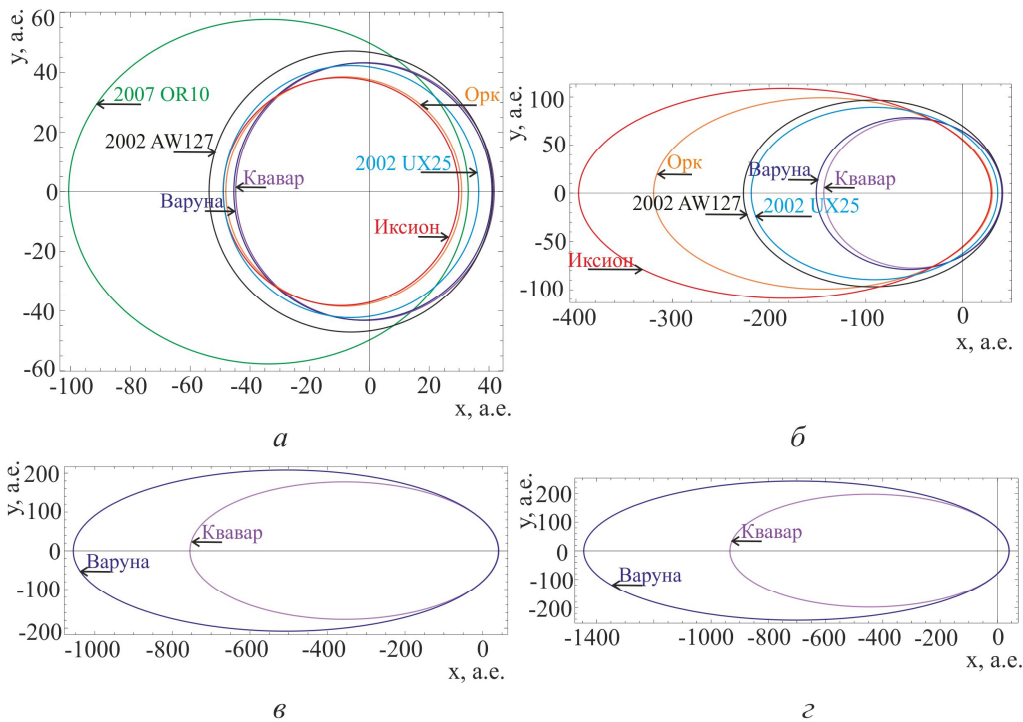 y, а.е.
60
40
20
0
-20
-40
-60
2007 OR10
Орк
2002 AW127
2002 UX25
Квавар
Варуна
Иксион
-100 -80 -60 -40 -20 0 20 40
x, а.е.
а
y, а.е.
100
50
0
-50
-100
Орк
Варуна
Квавар
2002 AW127
2002 UX25
Иксион
-400 -300 -200 -100 0
x, а.е.
б
y, а.е.
200
100
0
-100
-200
Квавар
Варуна
-1000 -800 -600 -400 -200 0
x, а.е.
в
y, а.е.
200
100
0
-100
-200
Квавар
Варуна
-1400 -1000 -800 -600 -400 -200 0
x, а.е.
г